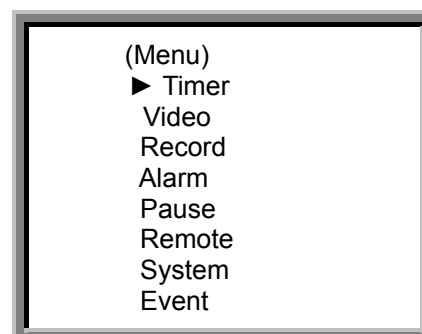 (Menu)
► Timer
Video
Record
Alarm
Pause
Remote
System
Event